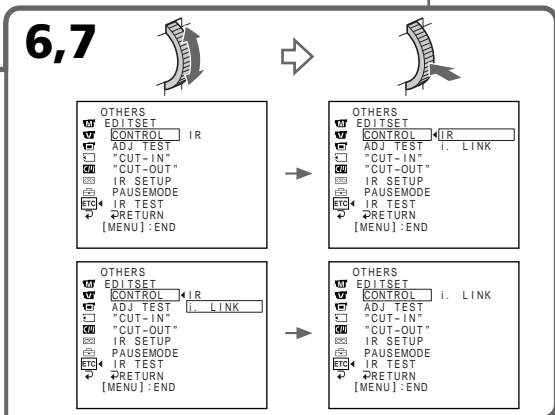 6,7
OTHERS
EDITSET
CONTROL IR
ADJ TEST
"CUT-IN"
"CUT-OUT"
IR SETUP
PAUSEMODE
ETC IR TEST
RETURN
[MENU] :END
OTHERS
EDITSET
CONTROL IR
ADJ TEST i. LINK
"CUT-IN"
"CUT-OUT"
IR SETUP
PAUSEMODE
ETC IR TEST
RETURN
[MENU] :END
OTHERS
EDITSET
CONTROL IR
ADJ TEST i. LINK
"CUT-IN"
"CUT-OUT"
IR SETUP
PAUSEMODE
ETC IR TEST
RETURN
[MENU] :END
OTHERS
EDITSET
CONTROL i. LINK
ADJ TEST
"CUT-IN"
"CUT-OUT"
IR SETUP
PAUSEMODE
ETC IR TEST
RETURN
[MENU] :END